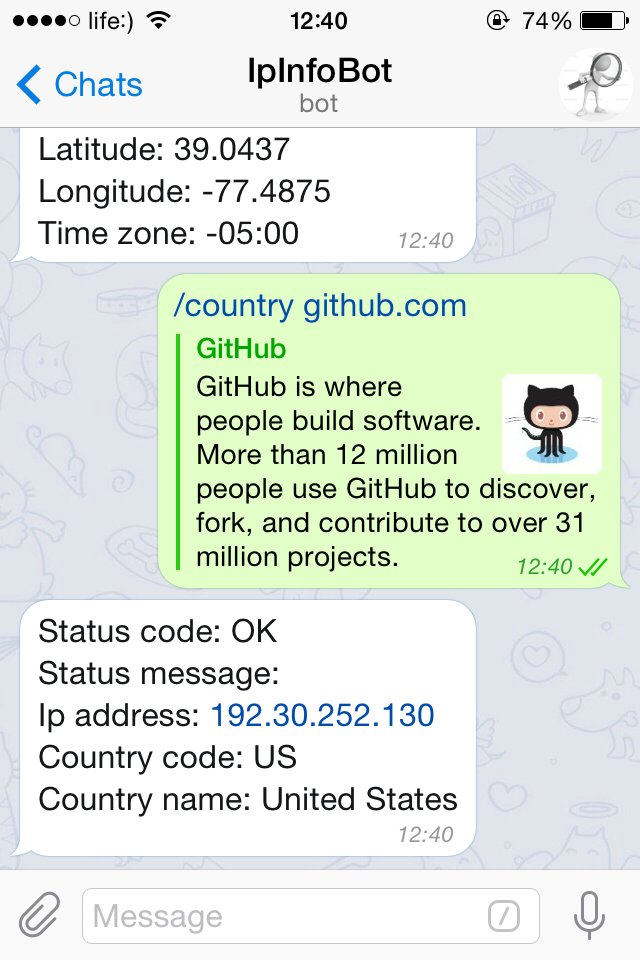 life:) 12:40 74%
Chats IpInfoBot
bot
Latitude: 39.0437
Longitude: -77.4875
Time zone: -05:00
12:40
/country github.com
GitHub
GitHub is where
people build software.
More than 12 million
people use GitHub to discover,
fork, and contribute to over 31
million projects.
12:40
Status code: OK
Status message:
Ip address: 192.30.252.130
Country code: US
Country name: United States
12:40
Message /